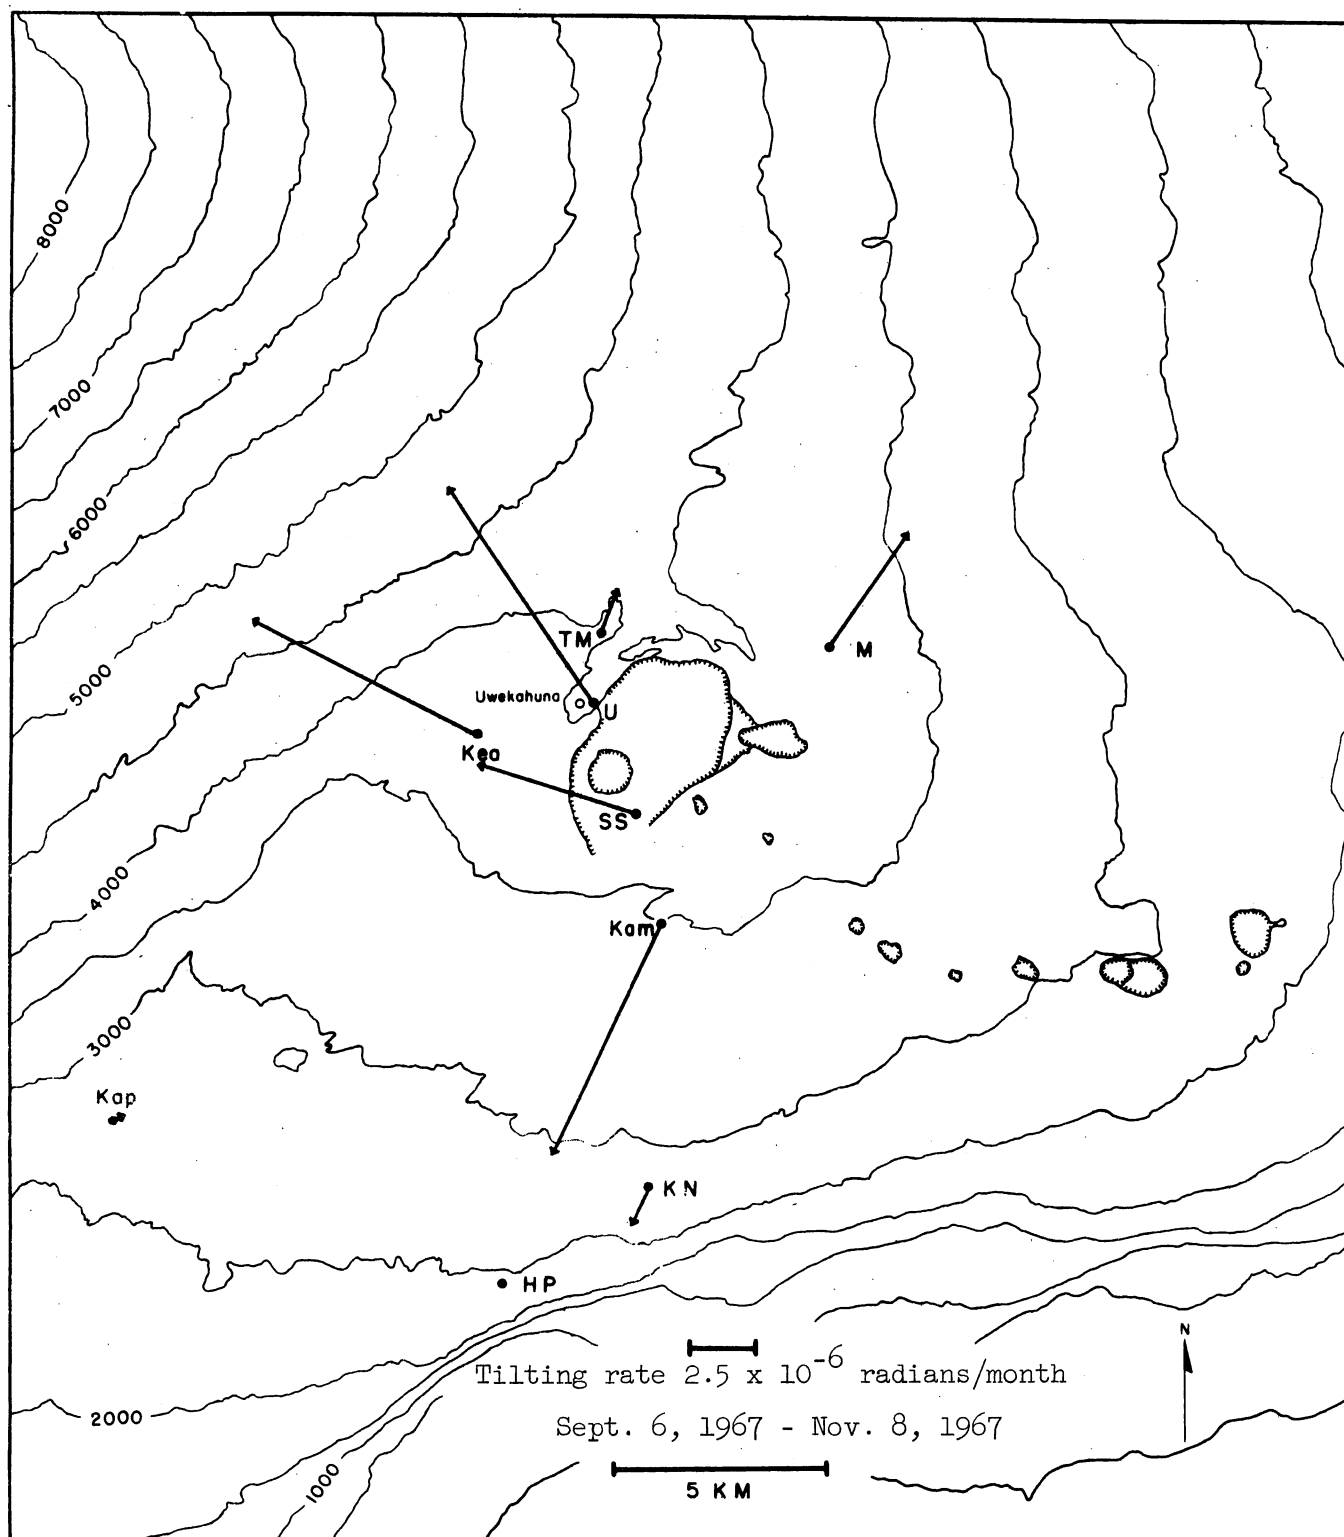 8000
7000
6000
5000
4000
3000
2000
1000
TM
M
Uwekahuna
U
Kea
SS
Kam
Kap
KN
HP
N
Tilting rate 2.5 x 10⁻⁶ radians/month
Sept. 6, 1967 - Nov. 8, 1967
5 KM